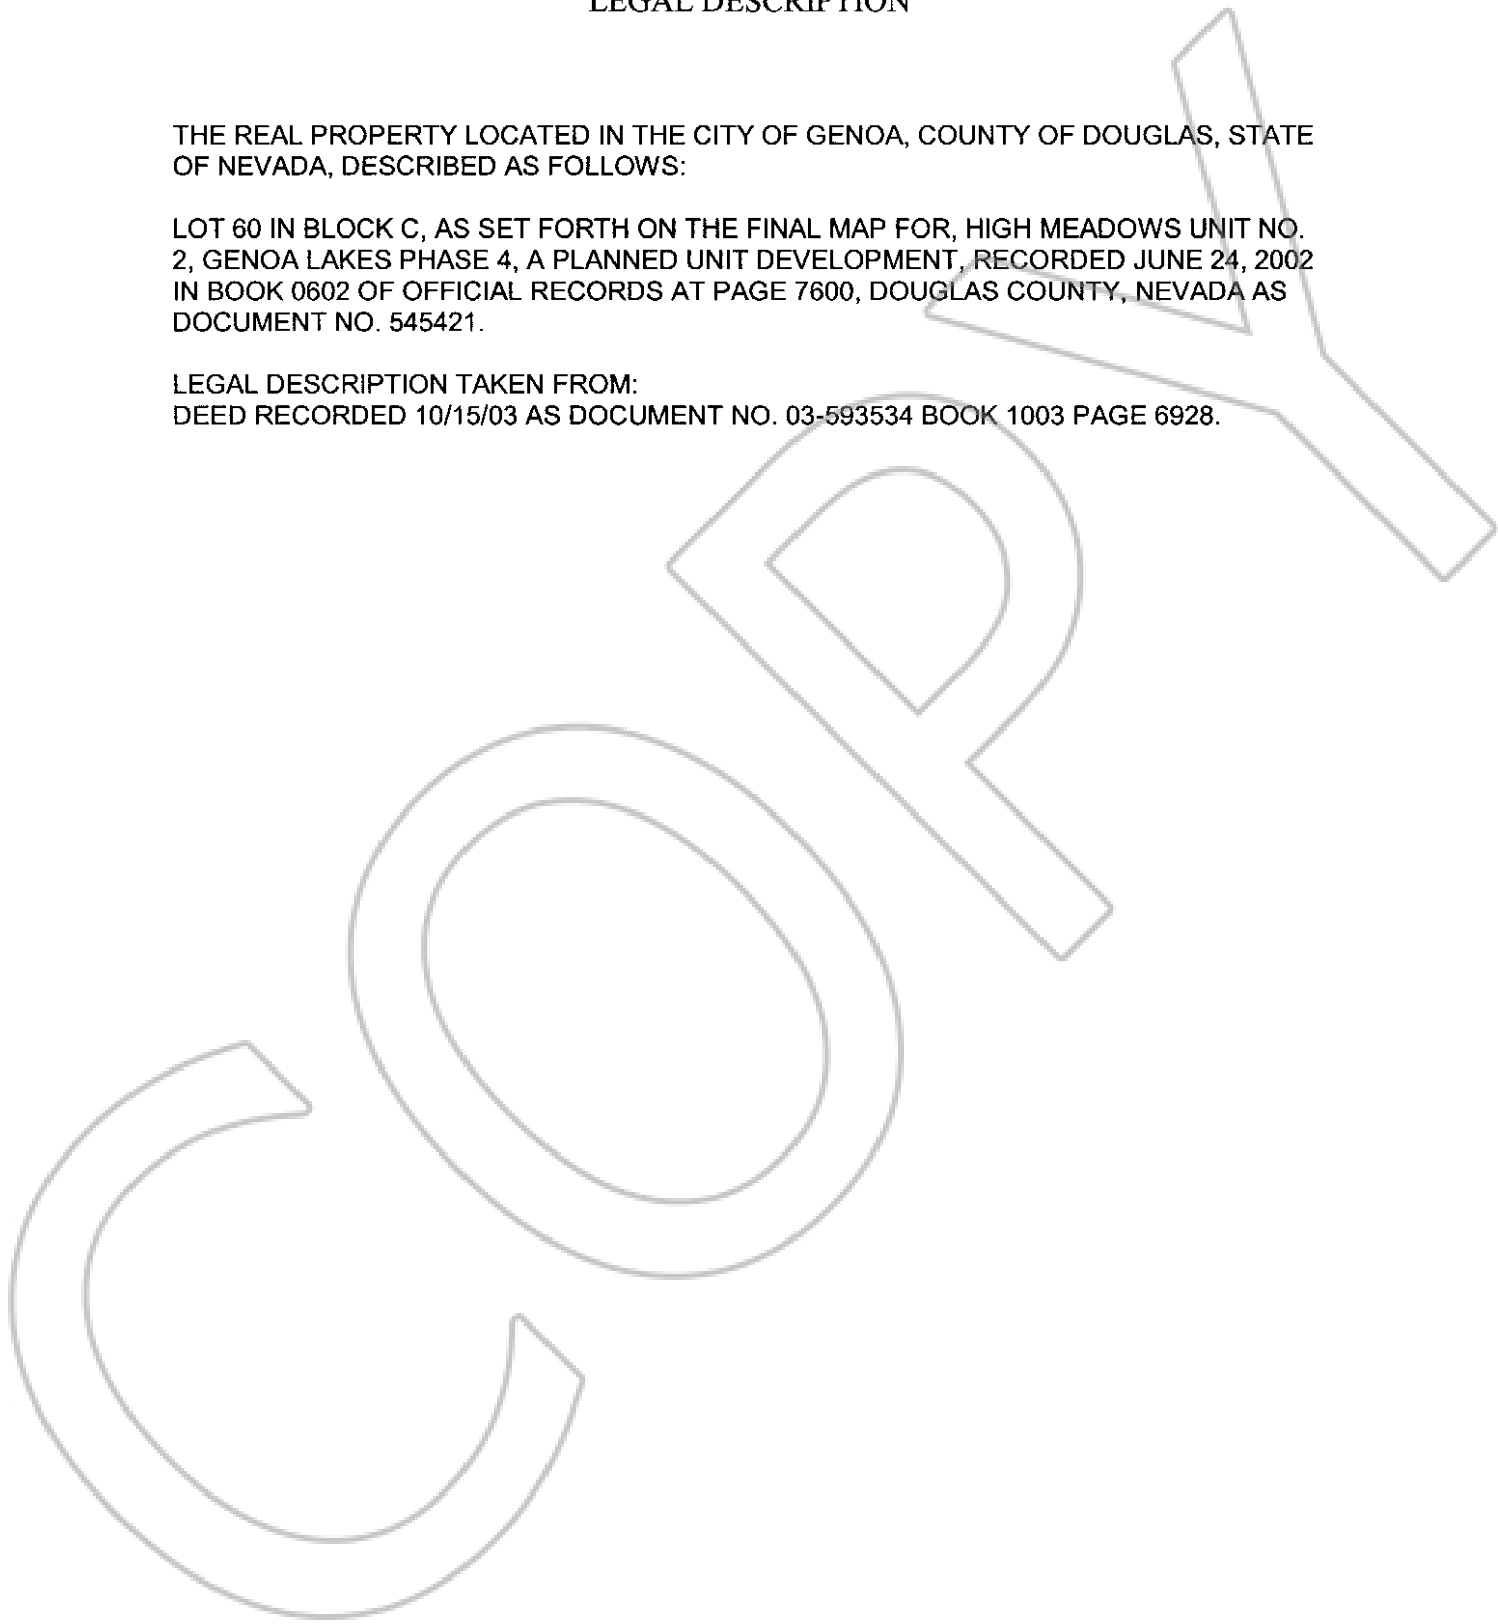 LEGAL DESCRIPTION
THE REAL PROPERTY LOCATED IN THE CITY OF GENOA, COUNTY OF DOUGLAS, STATE
OF NEVADA, DESCRIBED AS FOLLOWS:
LOT 60 IN BLOCK C, AS SET FORTH ON THE FINAL MAP FOR, HIGH MEADOWS UNIT NO.
2, GENOA LAKES PHASE 4, A PLANNED UNIT DEVELOPMENT, RECORDED JUNE 24, 2002
IN BOOK 0602 OF OFFICIAL RECORDS AT PAGE 7600, DOUGLAS COUNTY, NEVADA AS
DOCUMENT NO. 545421.
LEGAL DESCRIPTION TAKEN FROM:
DEED RECORDED 10/15/03 AS DOCUMENT NO. 03-593534 BOOK 1003 PAGE 6928.
COPY